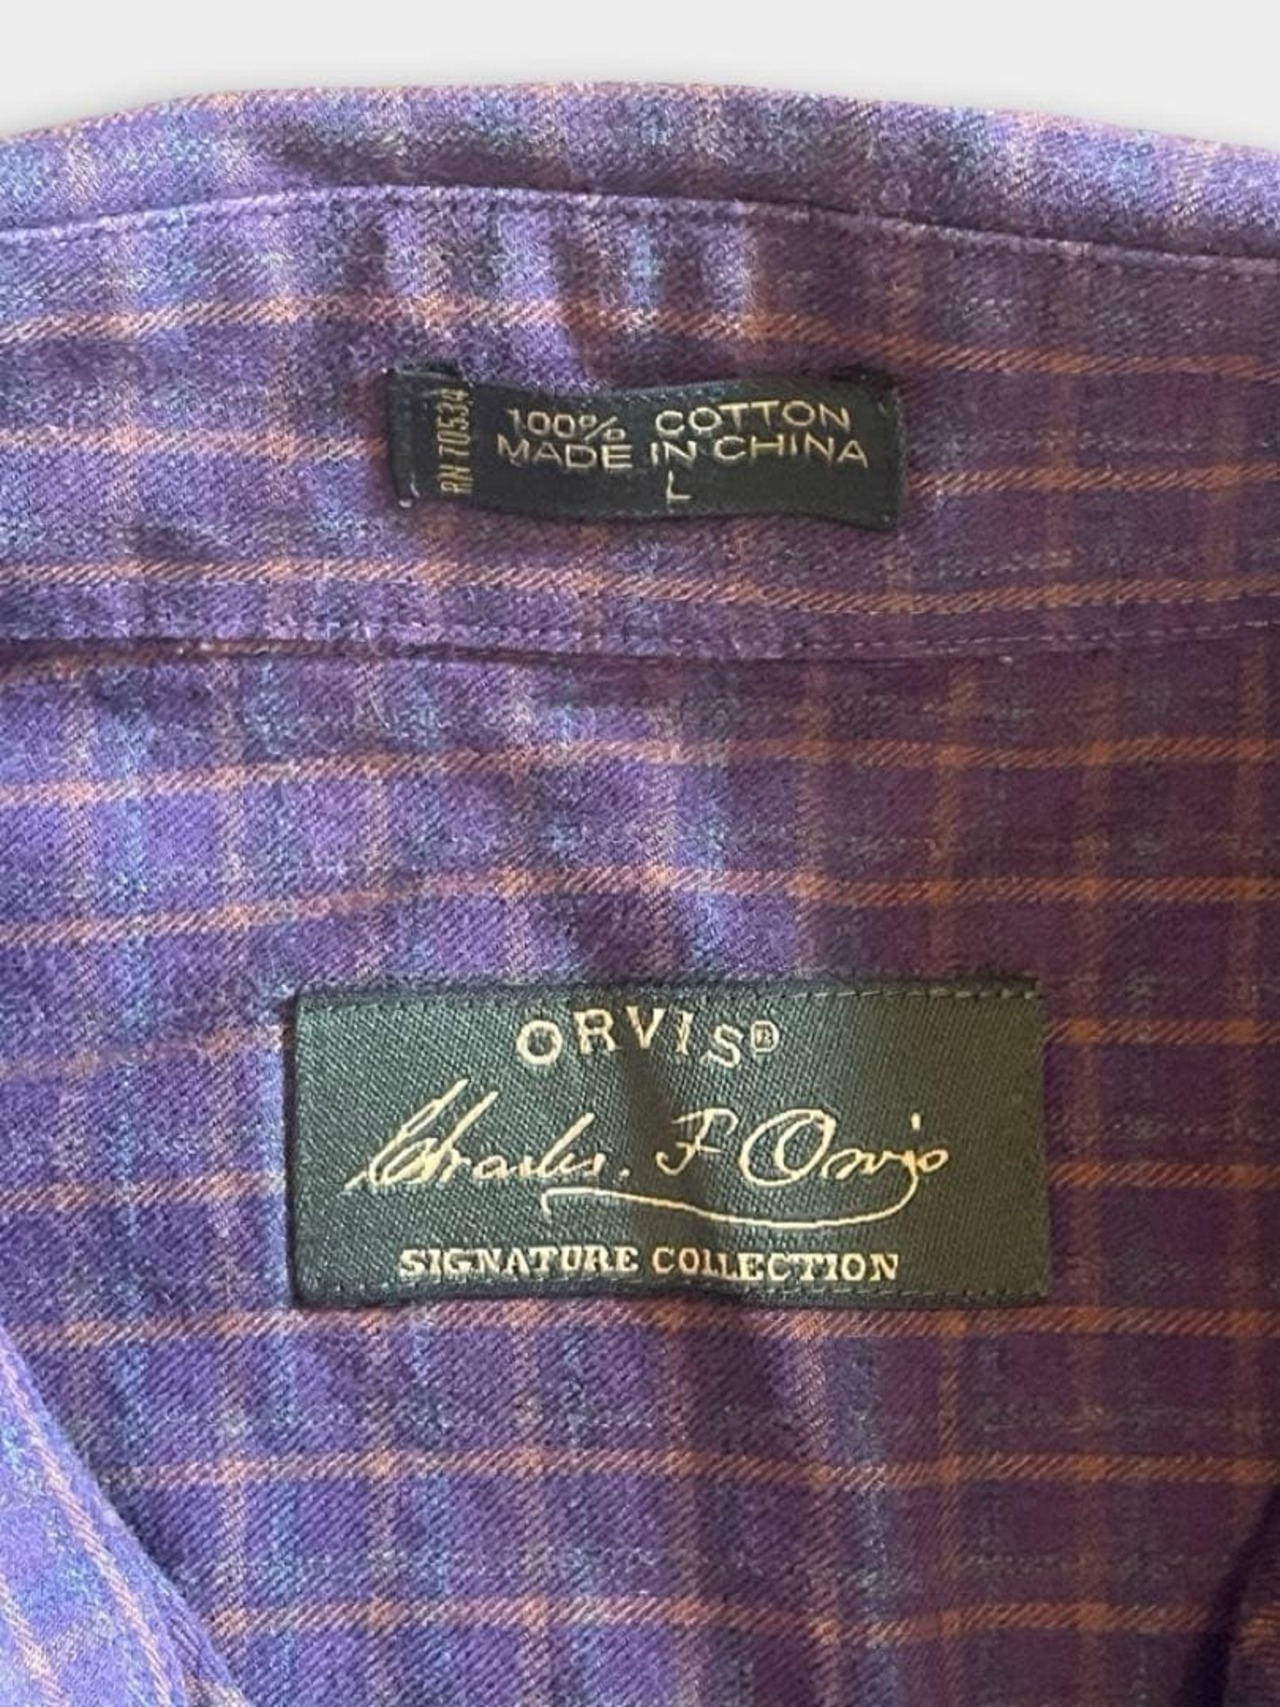 RN 70534
100% COTTON
MADE IN CHINA
L
ORVIS®
Charles. F Orvis
SIGNATURE COLLECTION